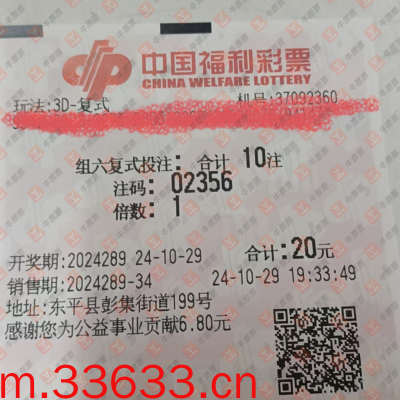 中国福利彩票
CHINA WELFARE LOTTERY
玩法:3D-复式 机号:37092360
组六复式投注: 合计 10注
注码: 02356
倍数: 1
开奖期:2024289 24-10-29 合计:20元
销售期:2024289-34 24-10-29 19:33:49
地址:东平县彭集街道199号
感谢您为公益事业贡献6.80元
m.33633.cn